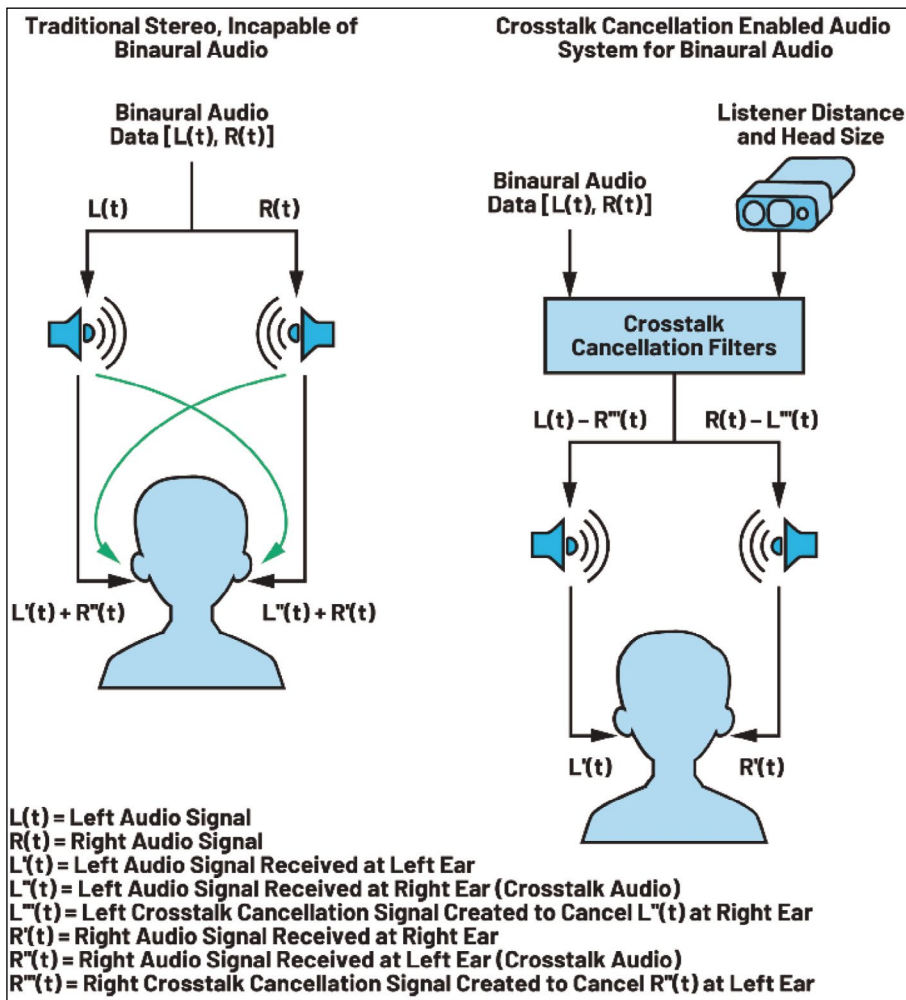 Traditional Stereo, Incapable of
Binaural Audio
Binaural Audio
Data [L(t), R(t)]
L(t)
R(t)
L'(t) + R"(t)
L"(t) + R'(t)
Crosstalk Cancellation Enabled Audio
System for Binaural Audio
Listener Distance
and Head Size
Binaural Audio
Data [L(t), R(t)]
Crosstalk
Cancellation Filters
L(t) – R'''(t)
R(t) – L'''(t)
L'(t)
R'(t)
L(t) = Left Audio Signal
R(t) = Right Audio Signal
L'(t) = Left Audio Signal Received at Left Ear
L"(t) = Left Audio Signal Received at Right Ear (Crosstalk Audio)
L'''(t) = Left Crosstalk Cancellation Signal Created to Cancel L"(t) at Right Ear
R'(t) = Right Audio Signal Received at Right Ear
R"(t) = Right Audio Signal Received at Left Ear (Crosstalk Audio)
R'''(t) = Right Crosstalk Cancellation Signal Created to Cancel R"(t) at Left Ear